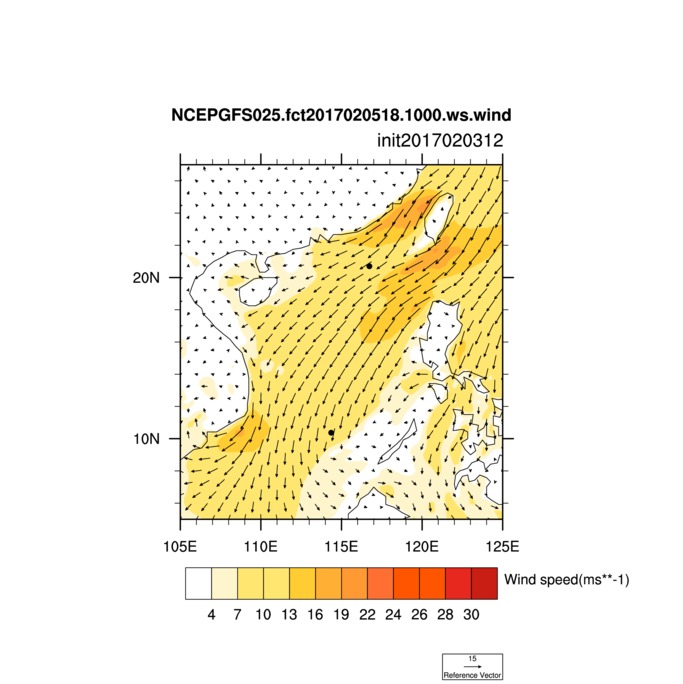 NCEPGFS025.fct2017020518.1000.ws.wind
init2017020312
20N
10N
105E 110E 115E 120E 125E
Wind speed(ms**-1)
4 7 10 13 16 19 22 24 26 28 30
15
Reference Vector